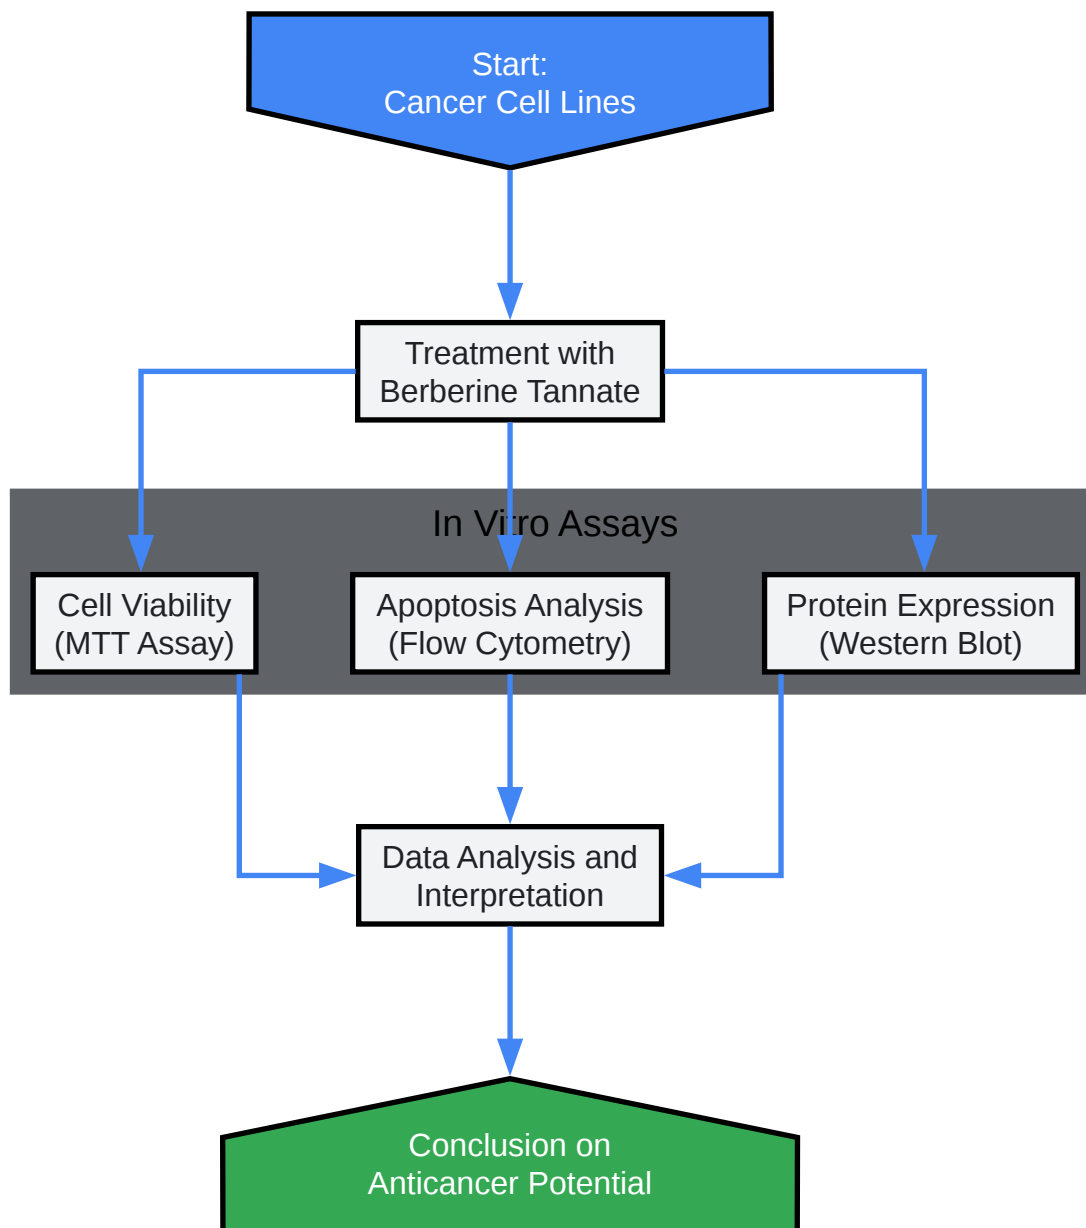 Start:
Cancer Cell Lines
Treatment with
Berberine Tannate
In Vitro Assays
Cell Viability
(MTT Assay)
Apoptosis Analysis
(Flow Cytometry)
Protein Expression
(Western Blot)
Data Analysis and
Interpretation
Conclusion on
Anticancer Potential